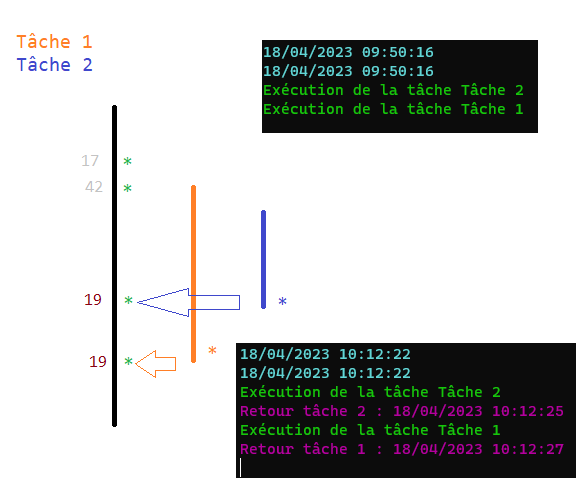 Tâche 1
Tâche 2
18/04/2023 09:50:16
18/04/2023 09:50:16
Exécution de la tâche Tâche 2
Exécution de la tâche Tâche 1
17 *
42 *
19 *
*
19 *
*
18/04/2023 10:12:22
18/04/2023 10:12:22
Exécution de la tâche Tâche 2
Retour tâche 2 : 18/04/2023 10:12:25
Exécution de la tâche Tâche 1
Retour tâche 1 : 18/04/2023 10:12:27